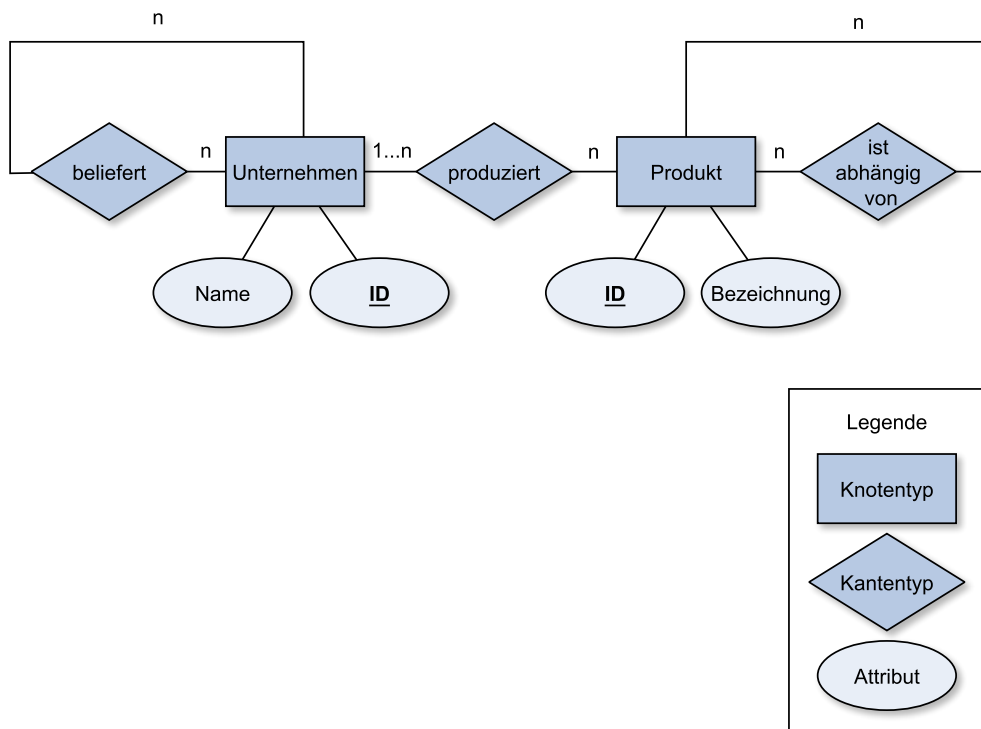 n
n
beliefert
n
Unternehmen
1...n
produziert
n
Produkt
n
ist
abhängig
von
Name
ID
ID
Bezeichnung
Legende
Knotentyp
Kantentyp
Attribut